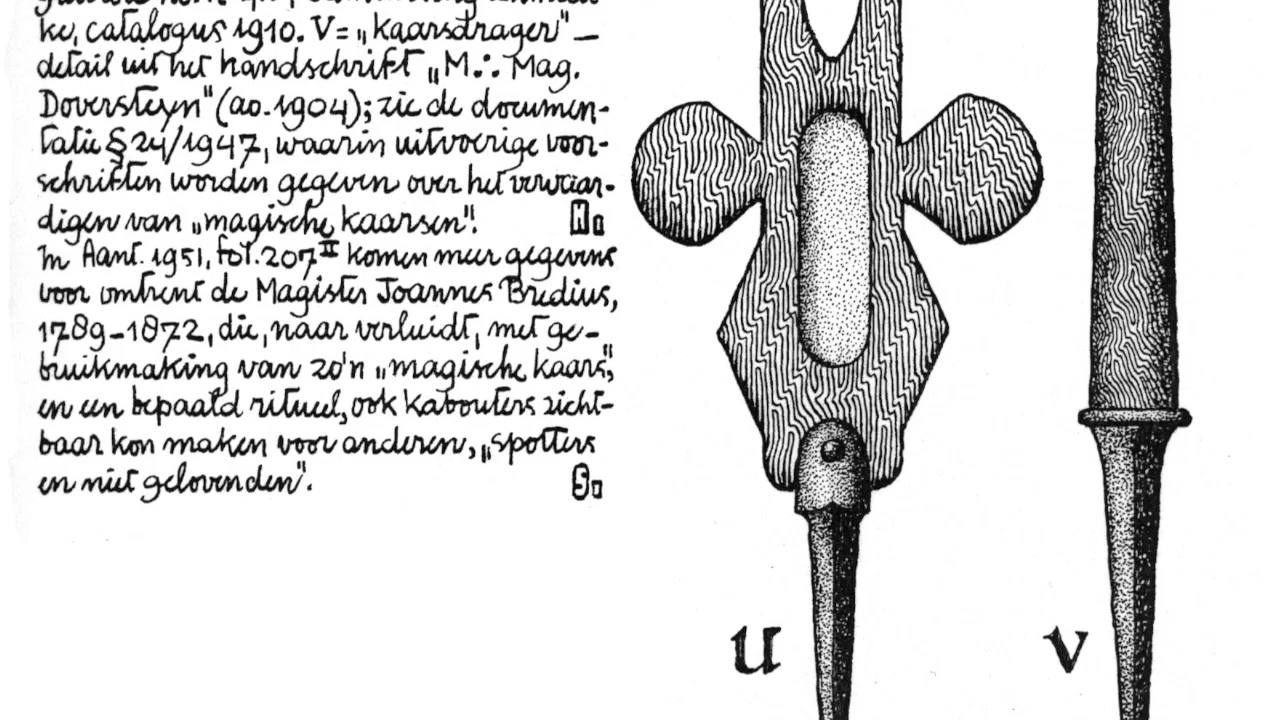 ke, catalogus 1910. V = „kaarsdrager" —
detail uit het handschrift „M∴ Mag.
Doversteyn" (ao. 1904); zie de documen-
tatie § 24/1947, waarin uitvoerige voor-
schriften worden gegeven over het vervaar-
digen van „magische kaarsen"! H.
In Aant. 1951, fol. 207II komen meer gegevens
voor omtrent de Magister Joannes Bredius,
1789-1872, die, naar verluidt, met ge-
bruikmaking van zo'n „magische kaars",
en een bepaald ritueel, ook kabouters zicht-
baar kon maken voor anderen, „spotters
en niet gelovenden". S.
u
v